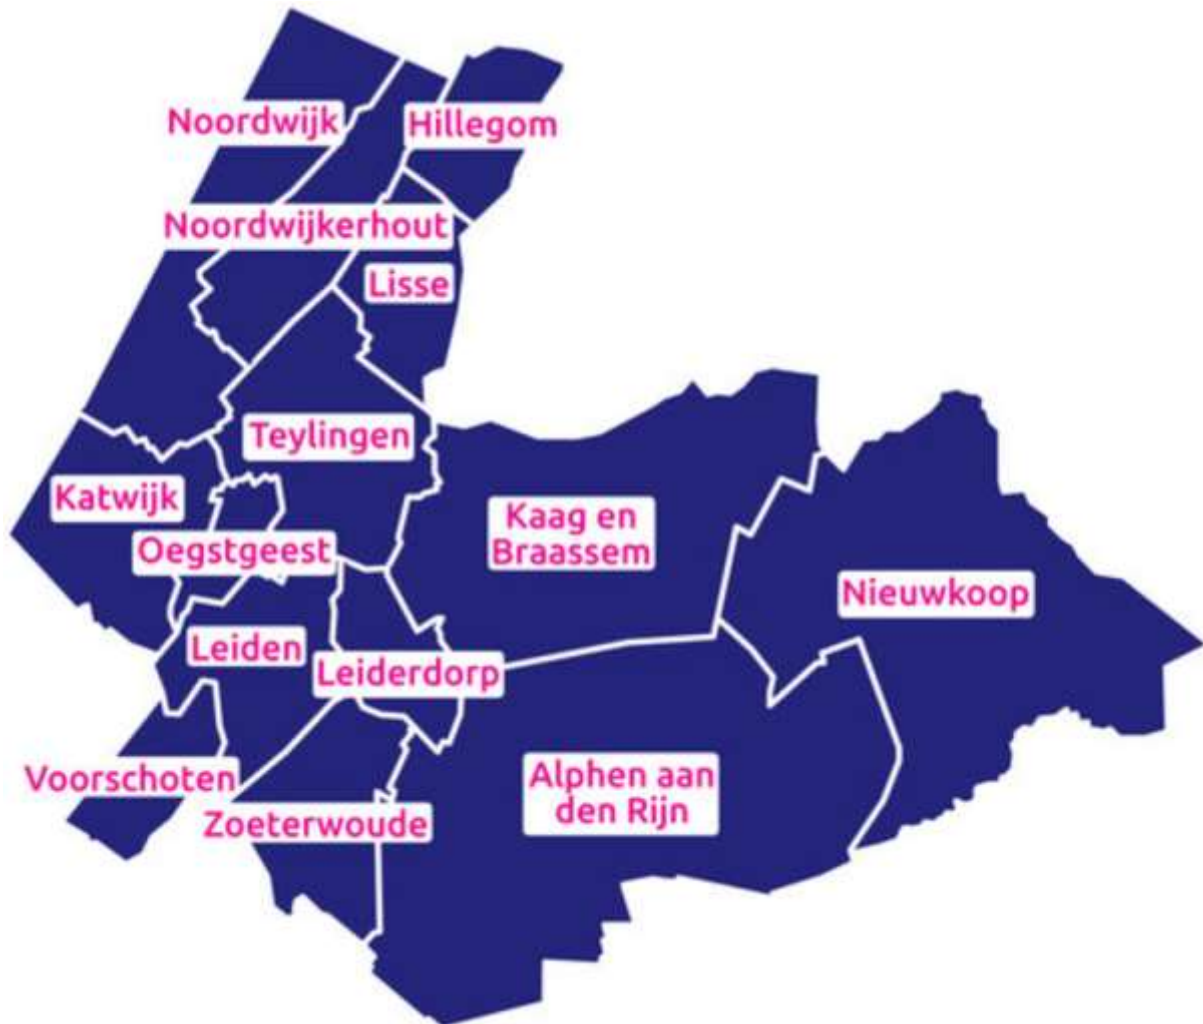 Noordwijk
Hillegom
Noordwijkerhout
Lisse
Teylingen
Katwijk
Kaag en
Braassem
Oegstgeest
Nieuwkoop
Leiden
Leiderdorp
Voorschoten
Alphen aan
den Rijn
Zoeterwoude